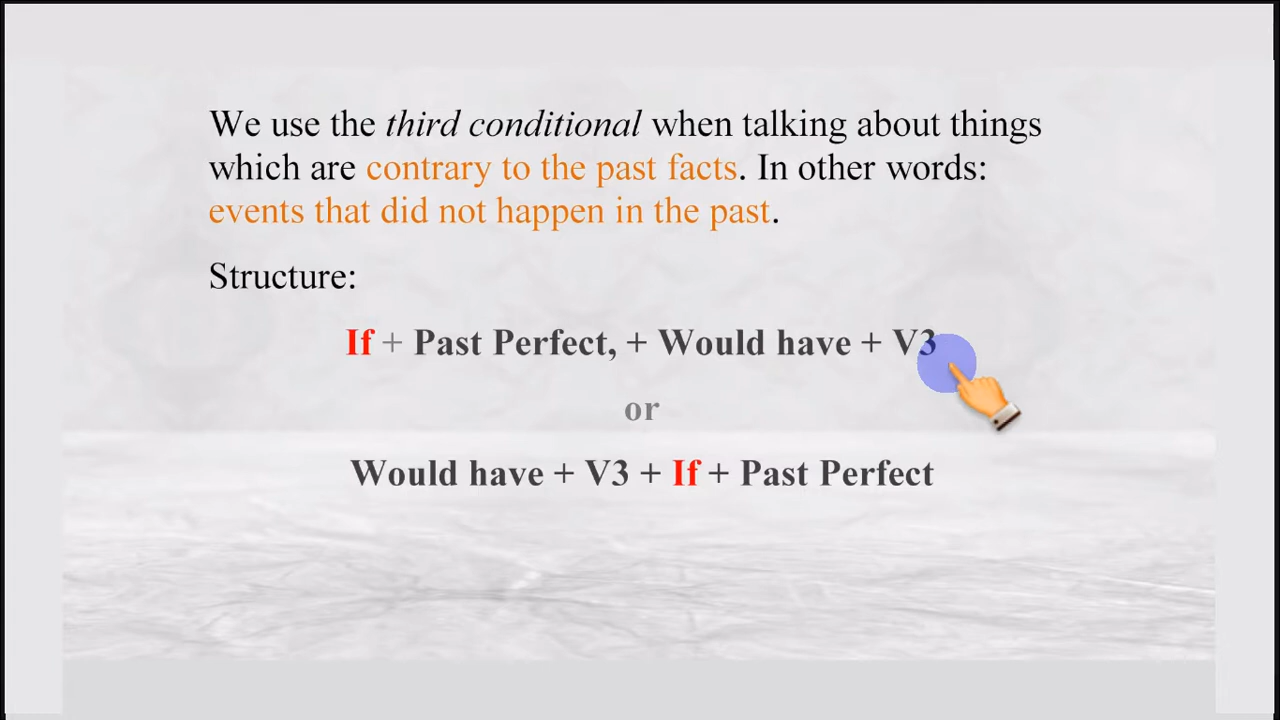 We use the third conditional when talking about things
which are contrary to the past facts. In other words:
events that did not happen in the past.
Structure:
If + Past Perfect, + Would have + V3
or
Would have + V3 + If + Past Perfect